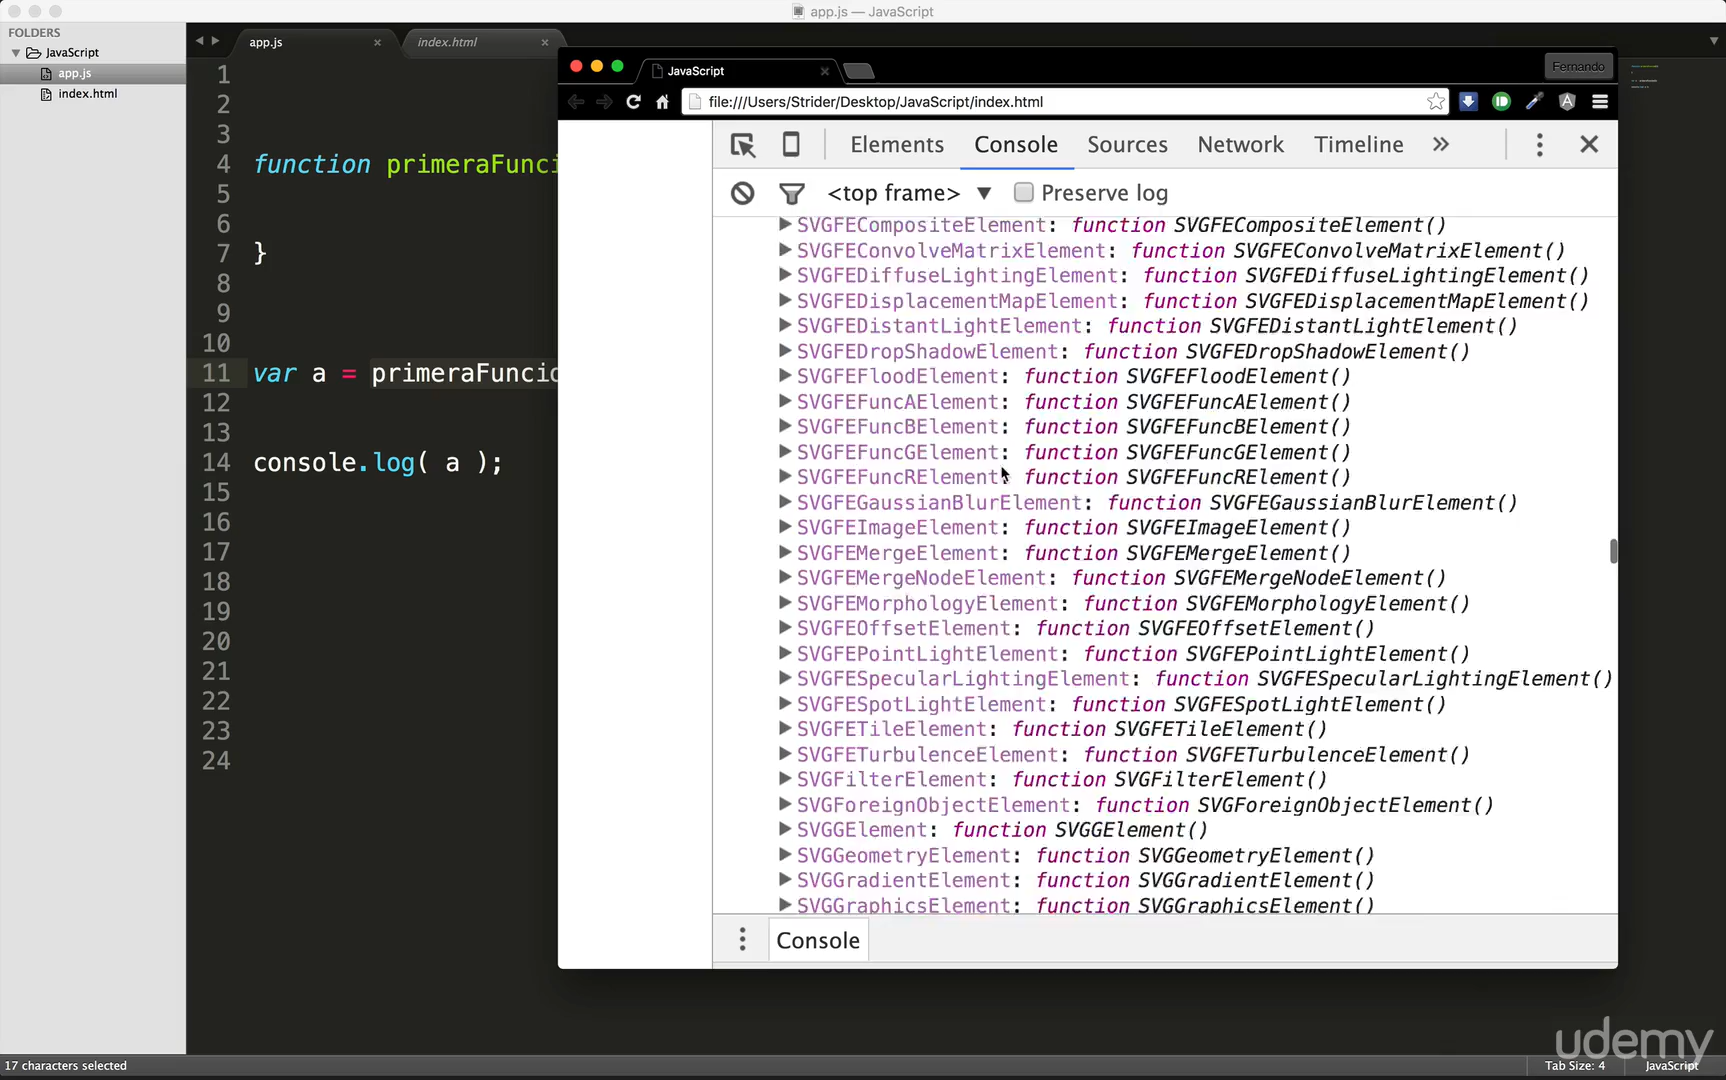 app.js — JavaScript
FOLDERS
JavaScript
app.js
index.html
app.js
index.html
1
2
3
4 function primeraFunci
5
6
7 }
8
9
10
11 var a = primeraFuncio
12
13
14 console.log( a );
15
16
17
18
19
20
21
22
23
24
JavaScript
Fernando
file:///Users/Strider/Desktop/JavaScript/index.html
Elements Console Sources Network Timeline »
<top frame> Preserve log
SVGFECompositeElement: function SVGFECompositeElement()
SVGFEConvolveMatrixElement: function SVGFEConvolveMatrixElement()
SVGFEDiffuseLightingElement: function SVGFEDiffuseLightingElement()
SVGFEDisplacementMapElement: function SVGFEDisplacementMapElement()
SVGFEDistantLightElement: function SVGFEDistantLightElement()
SVGFEDropShadowElement: function SVGFEDropShadowElement()
SVGFEFloodElement: function SVGFEFloodElement()
SVGFEFuncAElement: function SVGFEFuncAElement()
SVGFEFuncBElement: function SVGFEFuncBElement()
SVGFEFuncGElement: function SVGFEFuncGElement()
SVGFEFuncRElement: function SVGFEFuncRElement()
SVGFEGaussianBlurElement: function SVGFEGaussianBlurElement()
SVGFEImageElement: function SVGFEImageElement()
SVGFEMergeElement: function SVGFEMergeElement()
SVGFEMergeNodeElement: function SVGFEMergeNodeElement()
SVGFEMorphologyElement: function SVGFEMorphologyElement()
SVGFEOffsetElement: function SVGFEOffsetElement()
SVGFEPointLightElement: function SVGFEPointLightElement()
SVGFESpecularLightingElement: function SVGFESpecularLightingElement()
SVGFESpotLightElement: function SVGFESpotLightElement()
SVGFETileElement: function SVGFETileElement()
SVGFETurbulenceElement: function SVGFETurbulenceElement()
SVGFilterElement: function SVGFilterElement()
SVGForeignObjectElement: function SVGForeignObjectElement()
SVGGElement: function SVGGElement()
SVGGeometryElement: function SVGGeometryElement()
SVGGradientElement: function SVGGradientElement()
SVGGraphicsElement: function SVGGraphicsElement()
Console
udemy
17 characters selected
Tab Size: 4
JavaScript